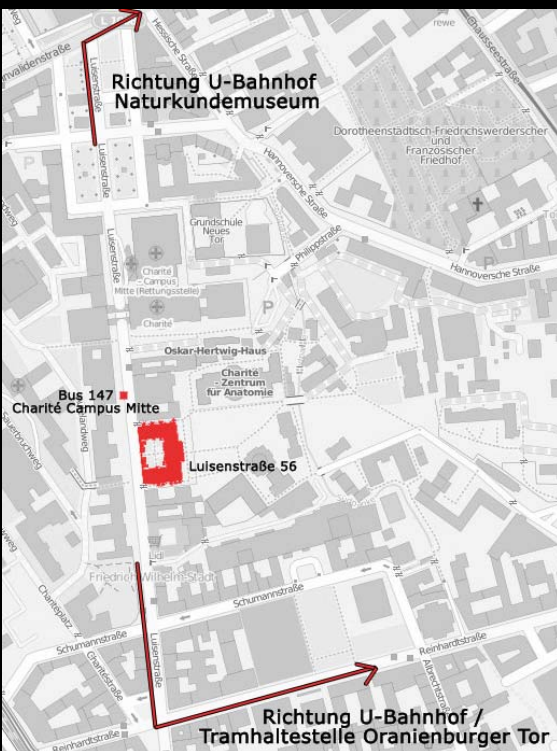 rewe
Chausseestraße
Hessische Straße
Invalidenstraße
Luisenstraße
Richtung U-Bahnhof
Naturkundemuseum
Dorotheenstädtisch-Friedrichswerderscher
und
Französischer
Friedhof
Hannoversche Straße
P
Luisenstraße
Grundschule
Neues
Tor
Philippstraße
P
Hannoversche Straße
Charité
- Campus
Mitte (Rettungsstelle)
P
Charité
Oskar-Hertwig-Haus
Charité
- Zentrum
für Anatomie
Bus 147
Charité Campus Mitte
Sauerbruchweg
Luisenstraße 56
Lidl
Friedrich-Wilhelm-Stadt
Charitéplatz
Schumannstraße
Schumannstraße
Luisenstraße
Charitéstraße
Reinhardtstraße
Albrechtstraße
Reinhardtstraße
Richtung U-Bahnhof /
Tramhaltestelle Oranienburger Tor